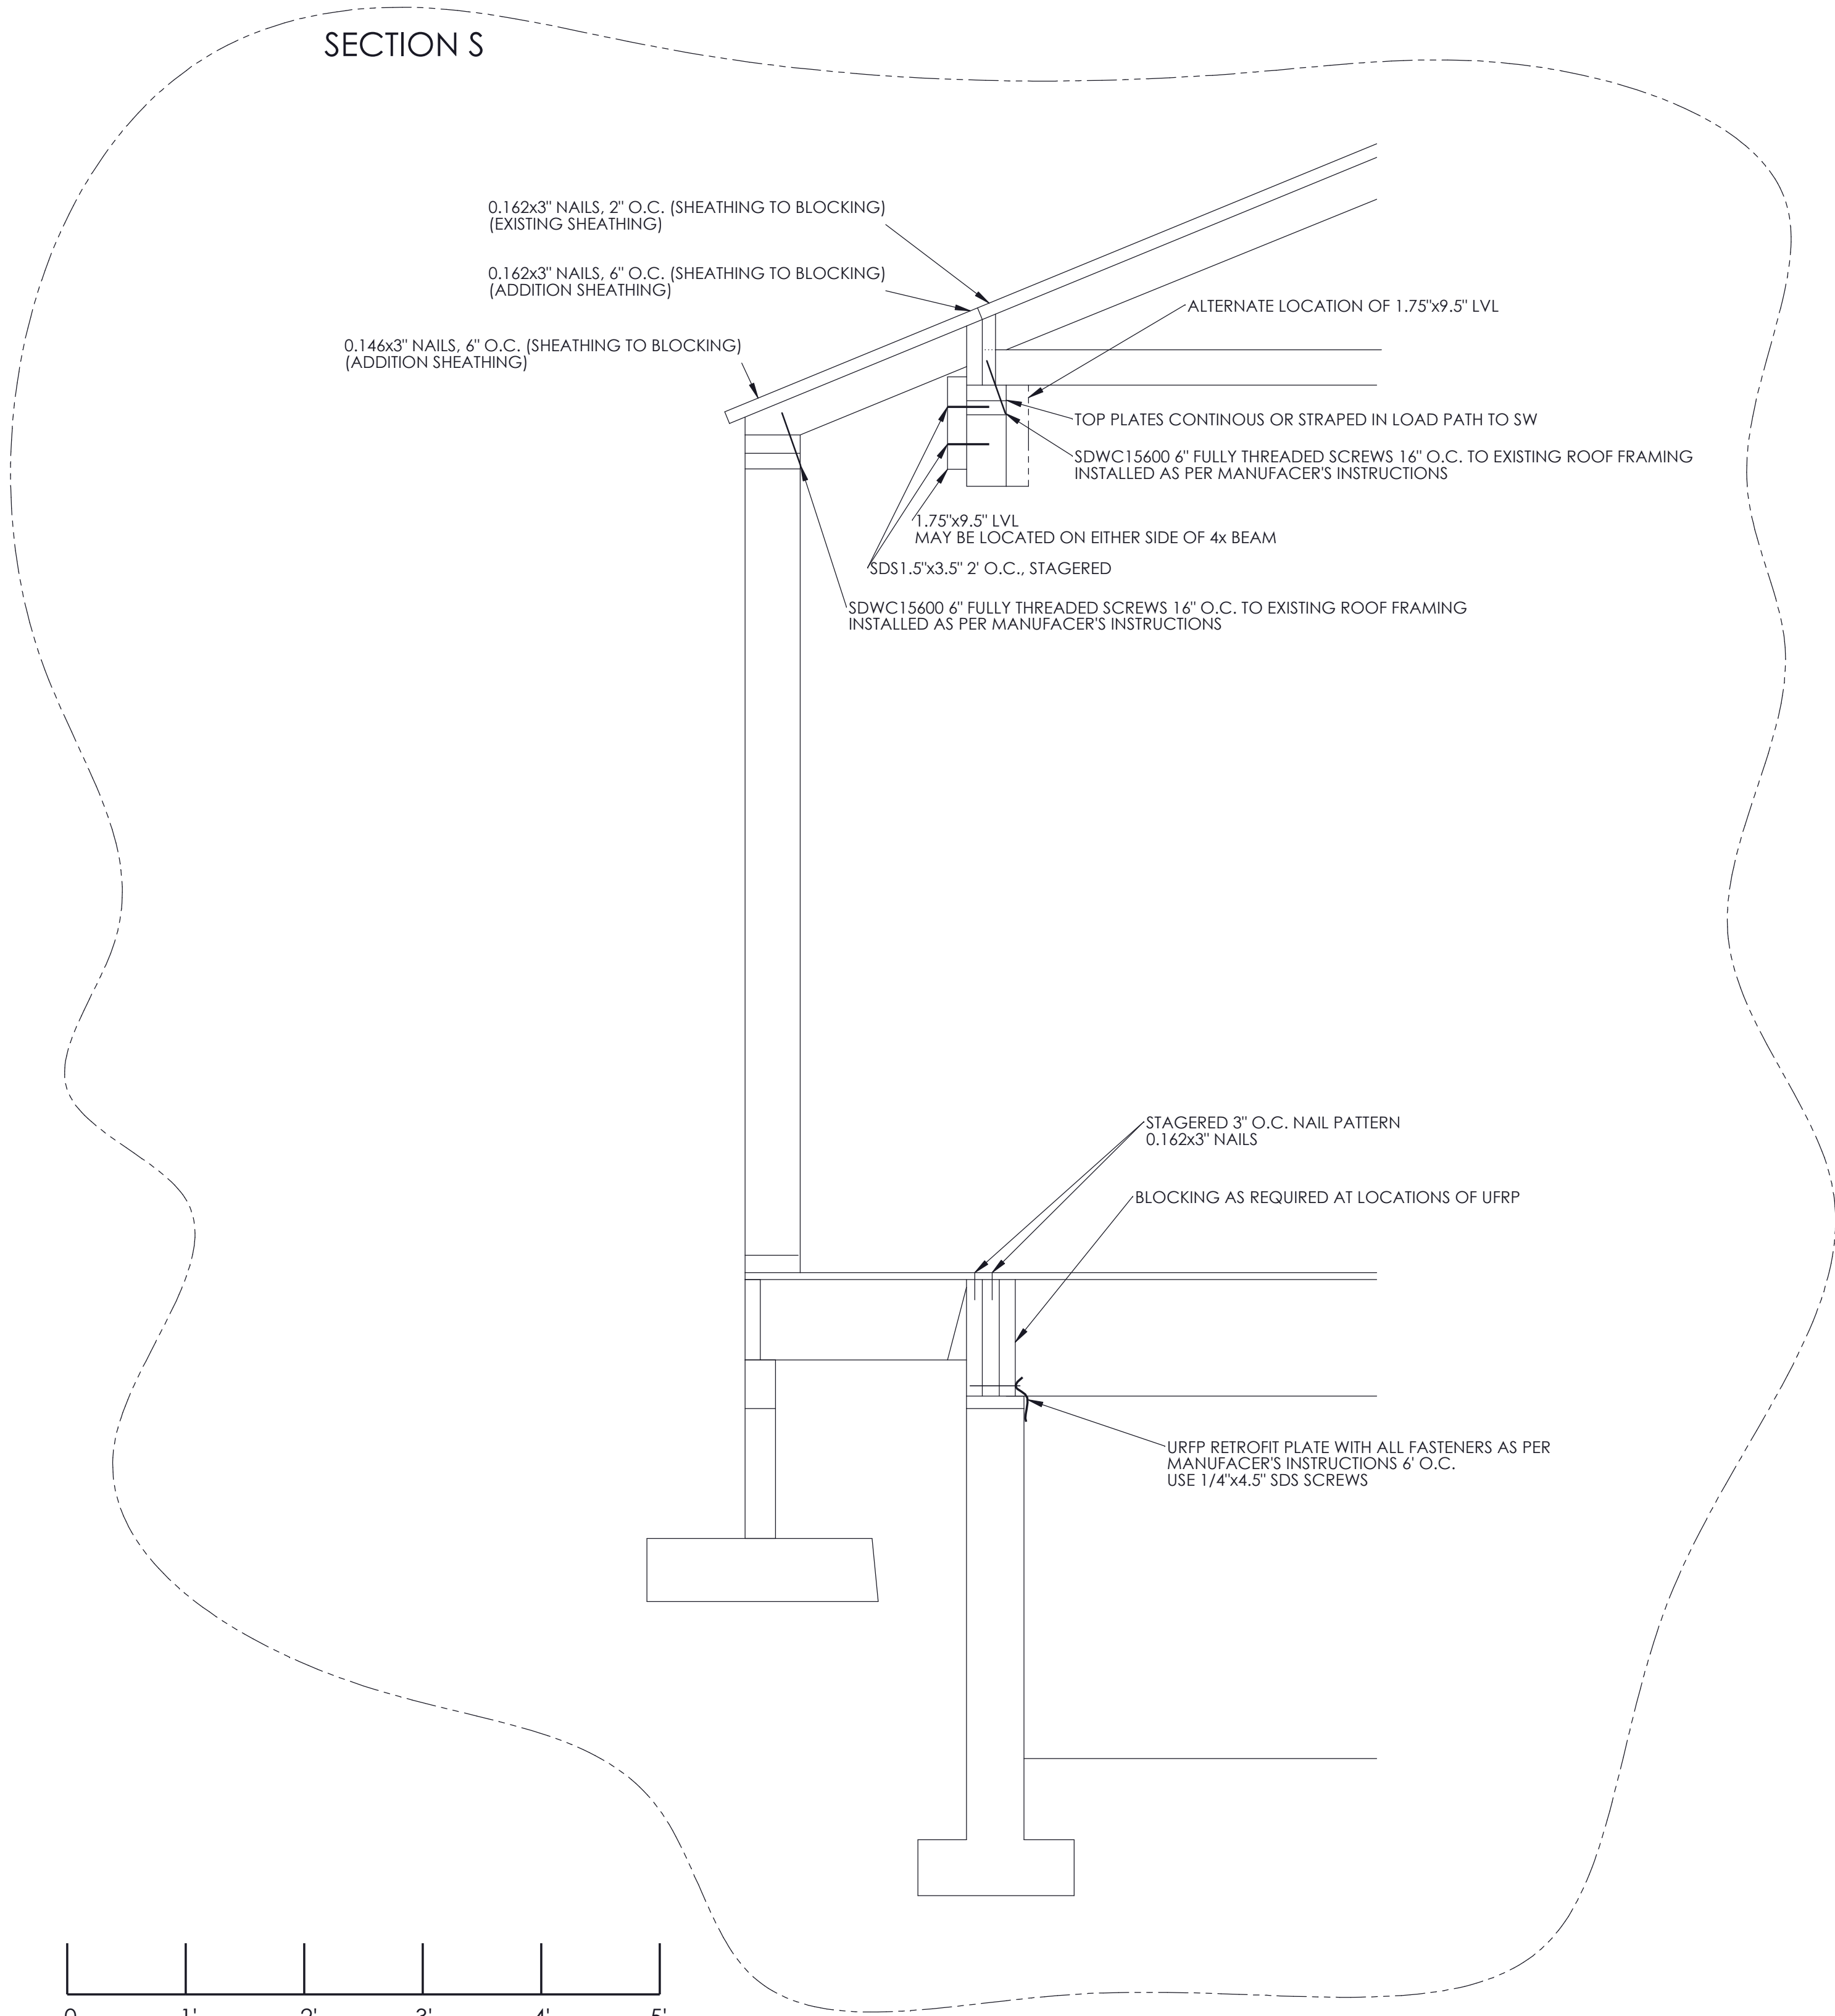 SECTION S
0.162x3" NAILS, 2" O.C. (SHEATHING TO BLOCKING)
(EXISTING SHEATHING)
0.162x3" NAILS, 6" O.C. (SHEATHING TO BLOCKING)
(ADDITION SHEATHING)
ALTERNATE LOCATION OF 1.75"x9.5" LVL
0.146x3" NAILS, 6" O.C. (SHEATHING TO BLOCKING)
(ADDITION SHEATHING)
TOP PLATES CONTINOUS OR STRAPED IN LOAD PATH TO SW
SDWC15600 6" FULLY THREADED SCREWS 16" O.C. TO EXISTING ROOF FRAMING
INSTALLED AS PER MANUFACER'S INSTRUCTIONS
1.75"x9.5" LVL
MAY BE LOCATED ON EITHER SIDE OF 4x BEAM
SDS1.5"x3.5" 2' O.C., STAGERED
SDWC15600 6" FULLY THREADED SCREWS 16" O.C. TO EXISTING ROOF FRAMING
INSTALLED AS PER MANUFACER'S INSTRUCTIONS
STAGERED 3" O.C. NAIL PATTERN
0.162x3" NAILS
BLOCKING AS REQUIRED AT LOCATIONS OF UFRP
URFP RETROFIT PLATE WITH ALL FASTENERS AS PER
MANUFACER'S INSTRUCTIONS 6' O.C.
USE 1/4"x4.5" SDS SCREWS
0 1' 2' 3' 4' 5'